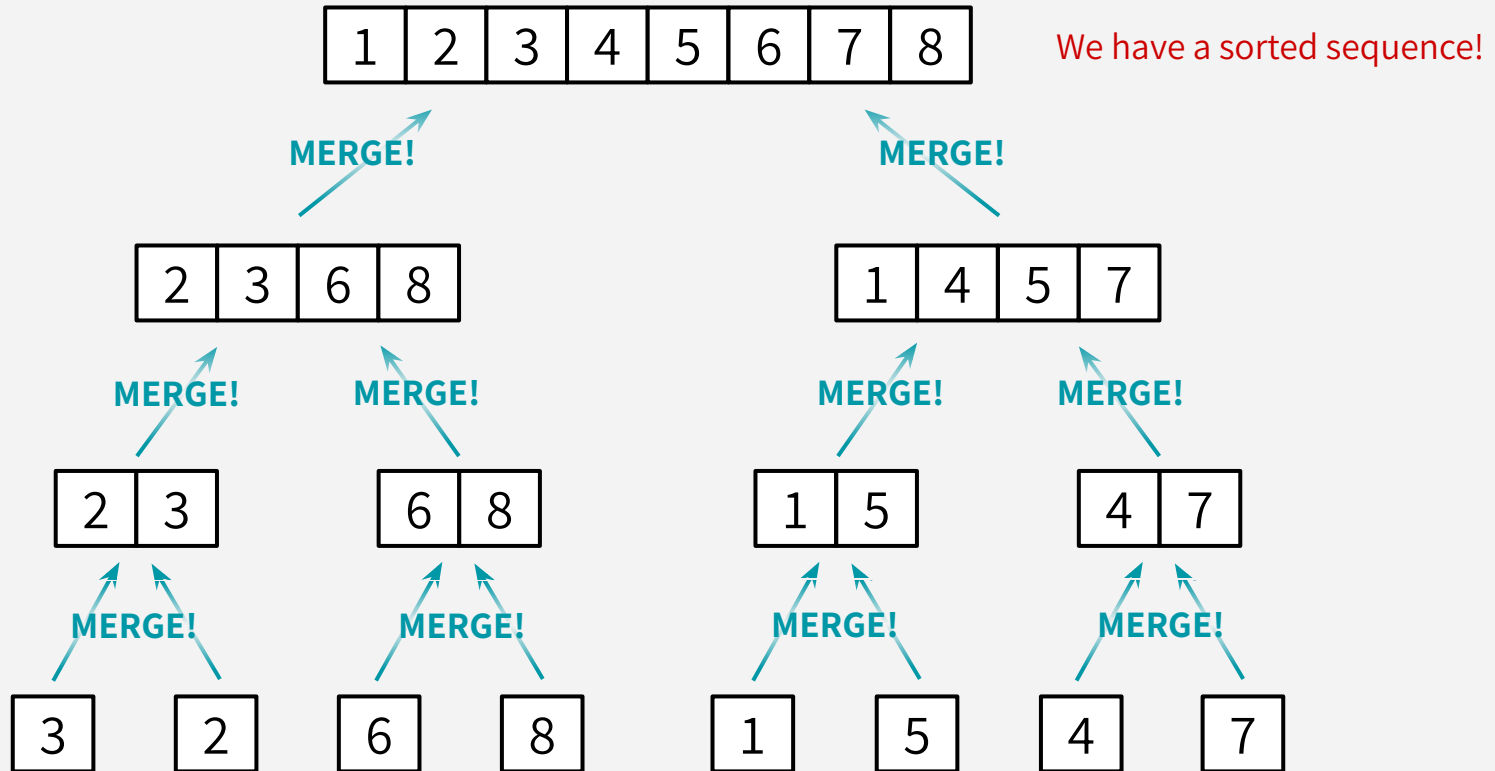 1 2 3 4 5 6 7 8 We have a sorted sequence!
MERGE! MERGE!
2 3 6 8 1 4 5 7
MERGE! MERGE! MERGE! MERGE!
2 3 6 8 1 5 4 7
MERGE! MERGE! MERGE! MERGE!
3 2 6 8 1 5 4 7